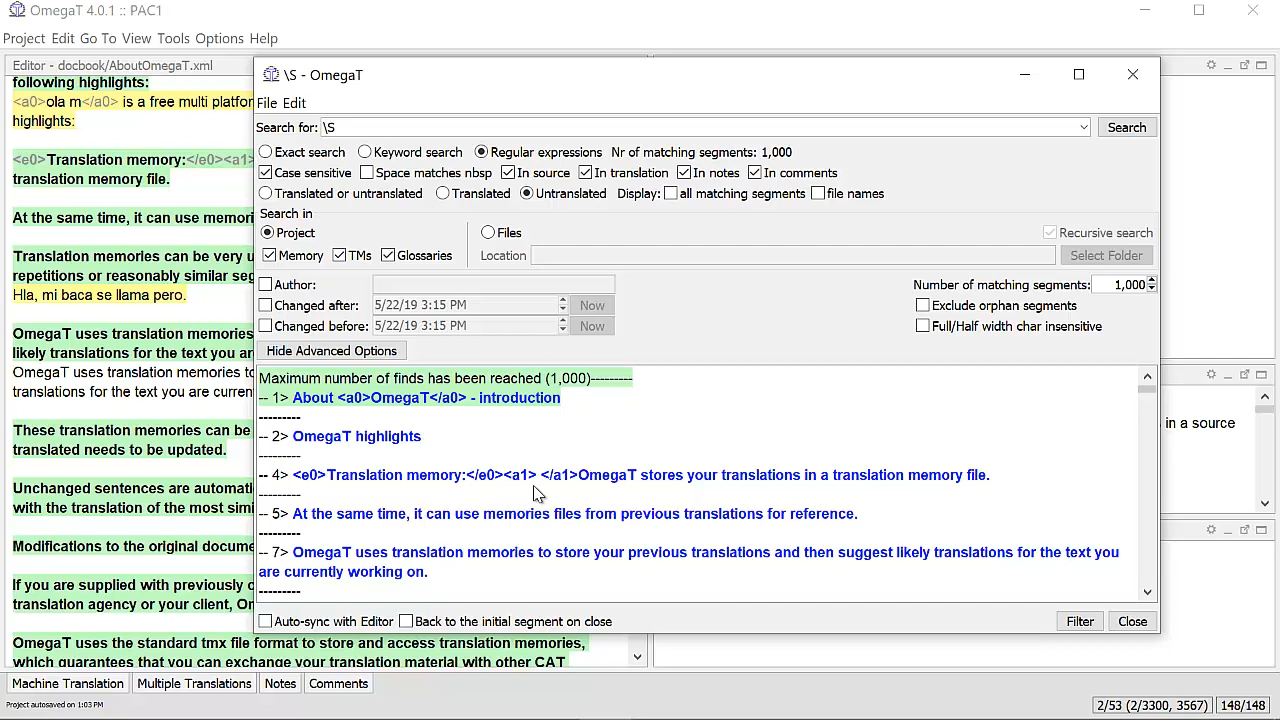 OmegaT 4.0.1 :: PAC1
Project Edit Go To View Tools Options Help
Editor - docbook/AboutOmegaT.xml
following highlights:
<a0>ola m</a0> is a free multi platfor
highlights:
<e0>Translation memory:</e0><a1>
translation memory file.
At the same time, it can use memori
Translation memories can be very u
repetitions or reasonably similar seg
Hla, mi baca se llama pero.
OmegaT uses translation memories
likely translations for the text you ar
OmegaT uses translation memories to
translations for the text you are curren
These translation memories can be
translated needs to be updated.
Unchanged sentences are automati
with the translation of the most simi
Modifications to the original docume
If you are supplied with previously c
translation agency or your client, On
OmegaT uses the standard tmx file format to store and access translation memories,
which guarantees that you can exchange your translation material with other CAT
\S - OmegaT
File Edit
Search for: \S Search
Exact search Keyword search Regular expressions Nr of matching segments: 1,000
Case sensitive Space matches nbsp In source In translation In notes In comments
Translated or untranslated Translated Untranslated Display: all matching segments file names
Search in
Project Files Recursive search
Memory TMs Glossaries Location Select Folder
Author: Number of matching segments: 1,000
Changed after: 5/22/19 3:15 PM Now Exclude orphan segments
Changed before: 5/22/19 3:15 PM Now Full/Half width char insensitive
Hide Advanced Options
Maximum number of finds has been reached (1,000)---------
-- 1> About <a0>OmegaT</a0> - introduction
---------
-- 2> OmegaT highlights
---------
-- 4> <e0>Translation memory:</e0><a1> </a1>OmegaT stores your translations in a translation memory file.
---------
-- 5> At the same time, it can use memories files from previous translations for reference.
---------
-- 7> OmegaT uses translation memories to store your previous translations and then suggest likely translations for the text you
are currently working on.
---------
Auto-sync with Editor Back to the initial segment on close Filter Close
in a source
Machine Translation Multiple Translations Notes Comments
Project autosaved on 1:03 PM 2/53 (2/3300, 3567) 148/148